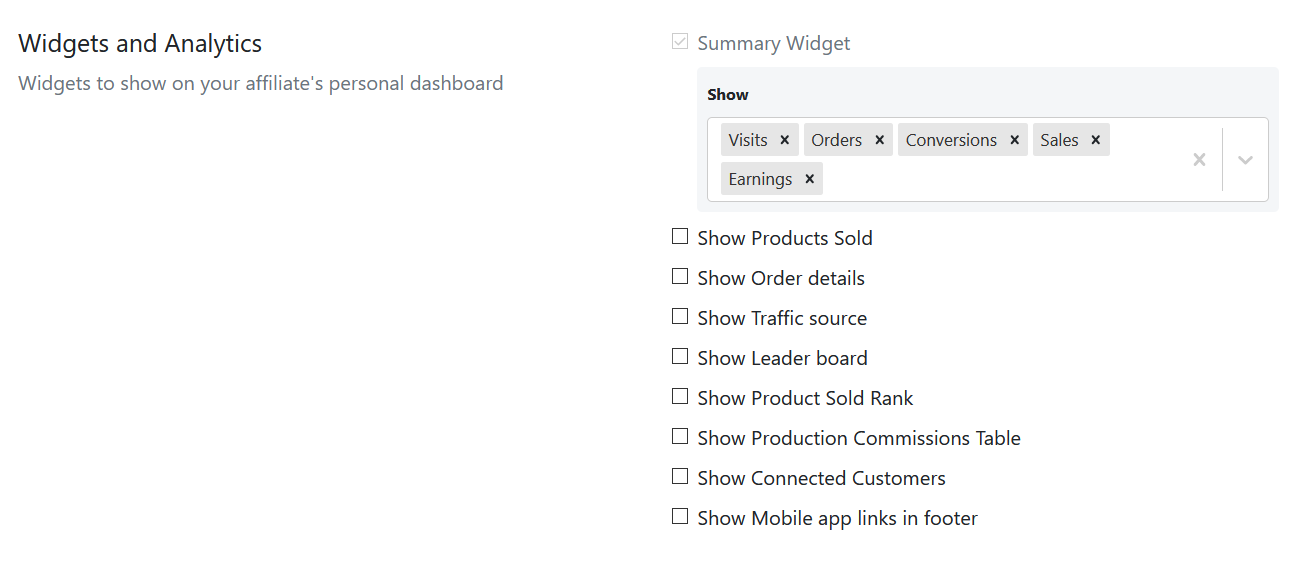 Widgets and Analytics
Widgets to show on your affiliate's personal dashboard
Summary Widget
Show
Visits Orders Conversions Sales
Earnings
Show Products Sold
Show Order details
Show Traffic source
Show Leader board
Show Product Sold Rank
Show Production Commissions Table
Show Connected Customers
Show Mobile app links in footer